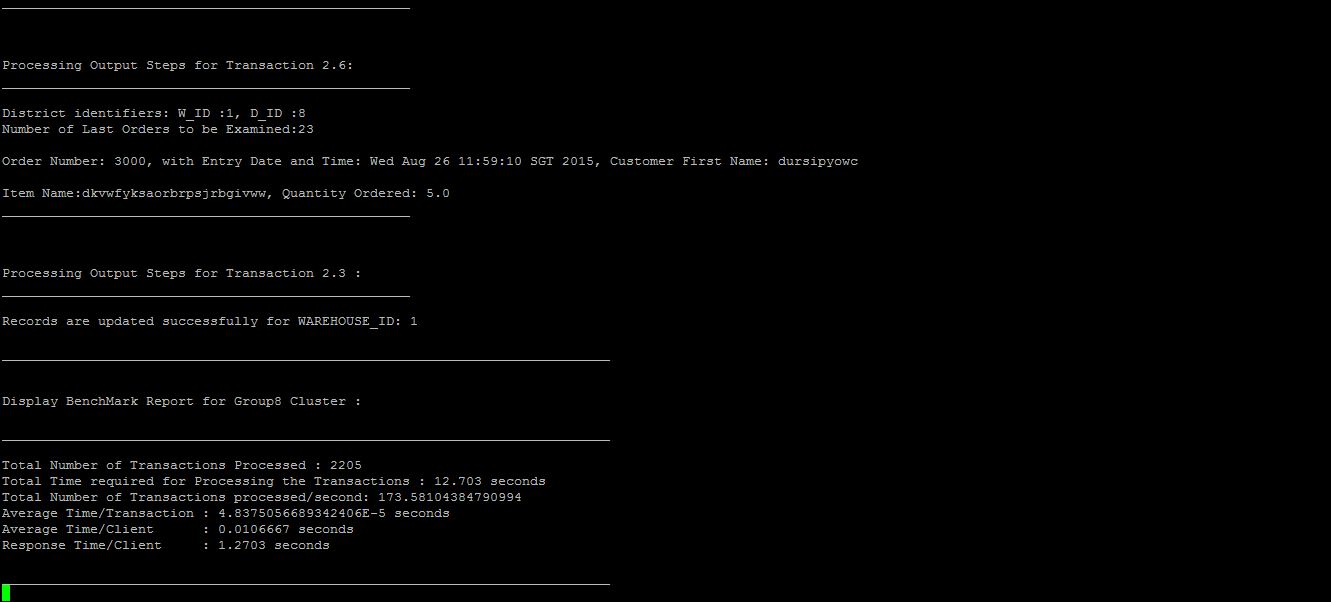 Processing Output Steps for Transaction 2.6:
District identifiers: W_ID :1, D_ID :8
Number of Last Orders to be Examined:23
Order Number: 3000, with Entry Date and Time: Wed Aug 26 11:59:10 SGT 2015, Customer First Name: dursipyowc
Item Name:dkvwfyksaorbrpsjrbgivww, Quantity Ordered: 5.0
Processing Output Steps for Transaction 2.3 :
Records are updated successfully for WAREHOUSE_ID: 1
Display BenchMark Report for Group8 Cluster :
Total Number of Transactions Processed : 2205
Total Time required for Processing the Transactions : 12.703 seconds
Total Number of Transactions processed/second: 173.58104384790994
Average Time/Transaction : 4.8375056689342406E-5 seconds
Average Time/Client      : 0.0106667 seconds
Response Time/Client     : 1.2703 seconds